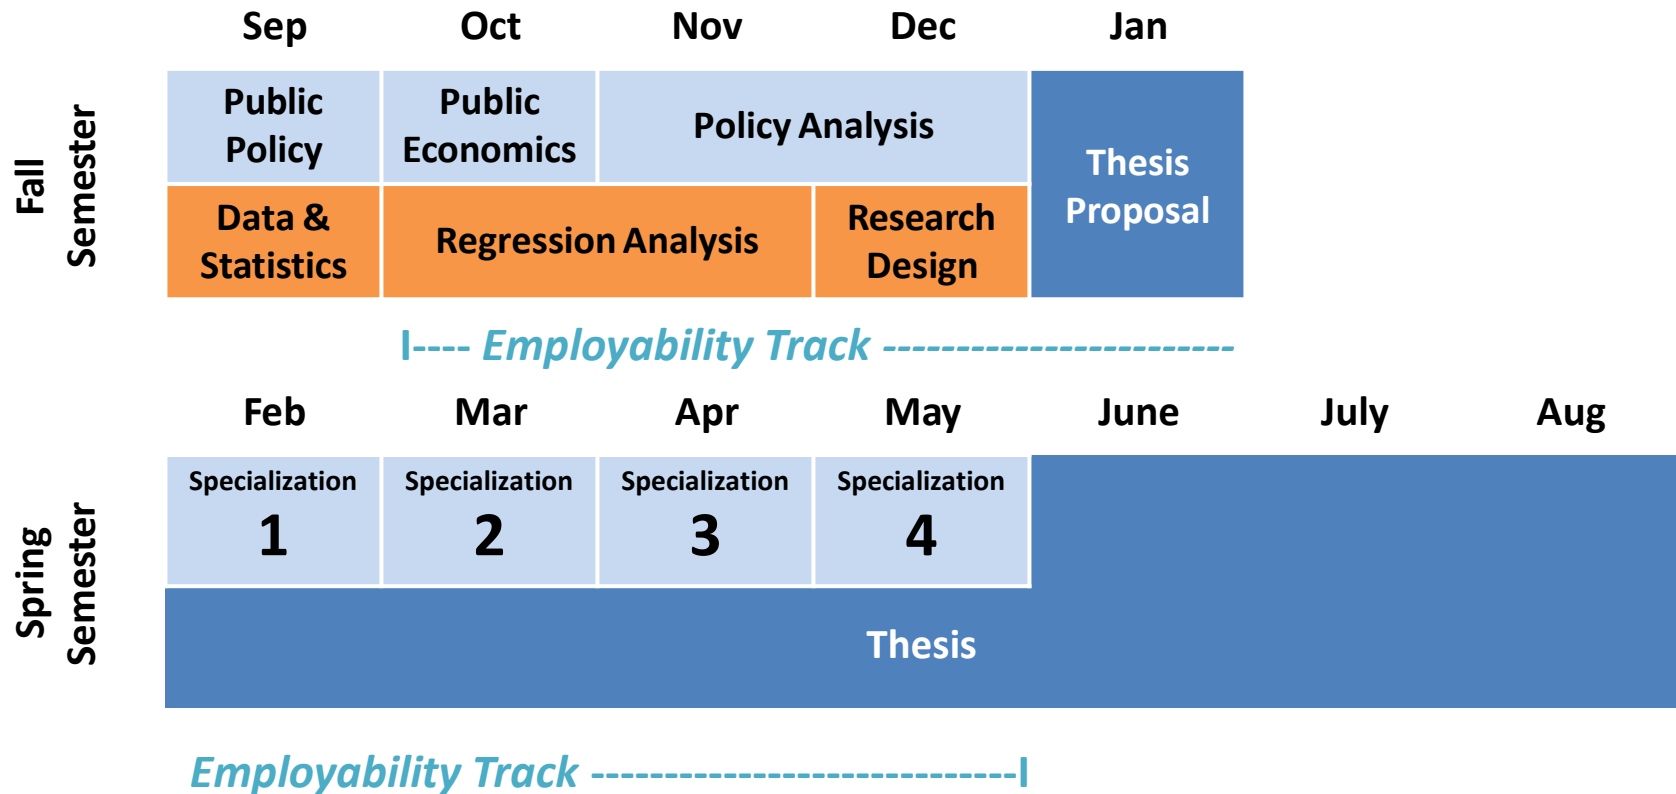 Sep Oct Nov Dec Jan
Fall
Semester
Public
Policy
Public
Economics
Policy Analysis
Thesis
Proposal
Data &
Statistics
Regression Analysis
Research
Design
I---- Employability Track ------------------------
Feb Mar Apr May June July Aug
Spring
Semester
Specialization
1
Specialization
2
Specialization
3
Specialization
4
Thesis
Employability Track -----------------------------I